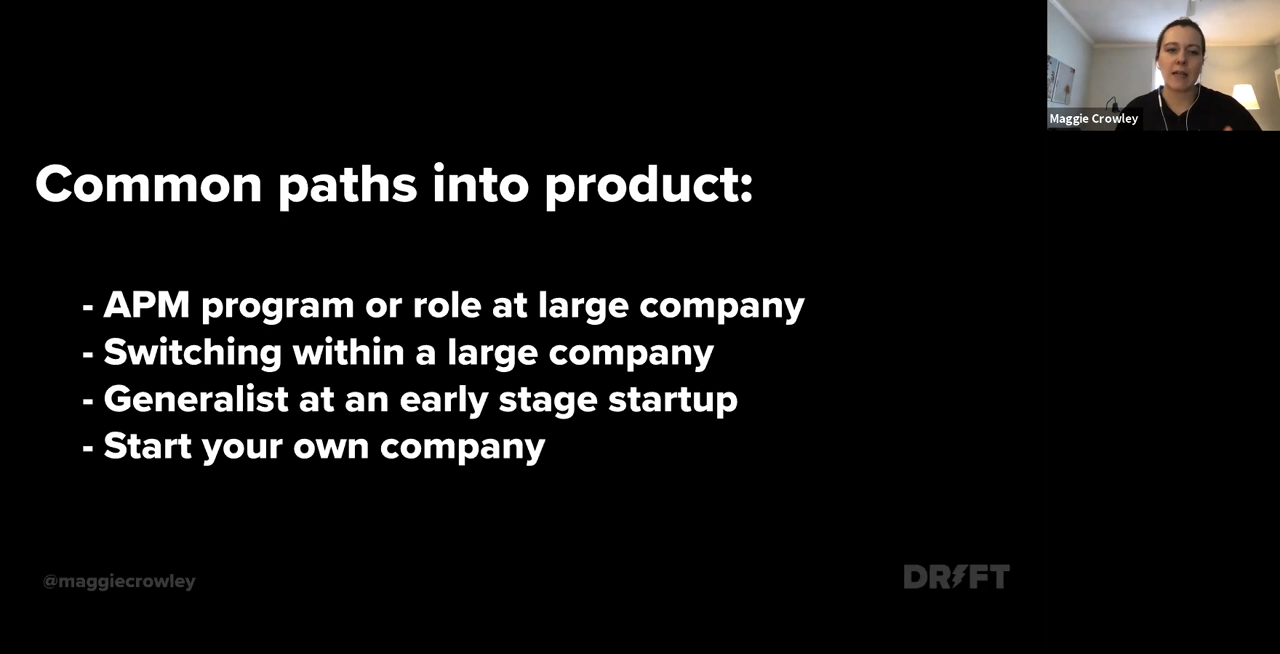 Maggie Crowley
Common paths into product:
- APM program or role at large company
- Switching within a large company
- Generalist at an early stage startup
- Start your own company
@maggiecrowley
DRIFT